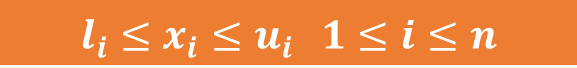 lᵢ ≤ xᵢ ≤ uᵢ 1 ≤ i ≤ n